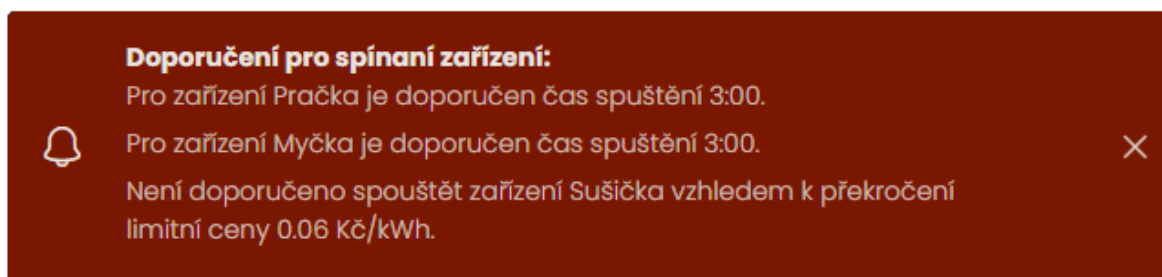 Doporučení pro spínaní zařízení:
Pro zařízení Pračka je doporučen čas spuštění 3:00.
Pro zařízení Myčka je doporučen čas spuštění 3:00.
Není doporučeno spouštět zařízení Sušička vzhledem k překročení
limitní ceny 0.06 Kč/kWh.